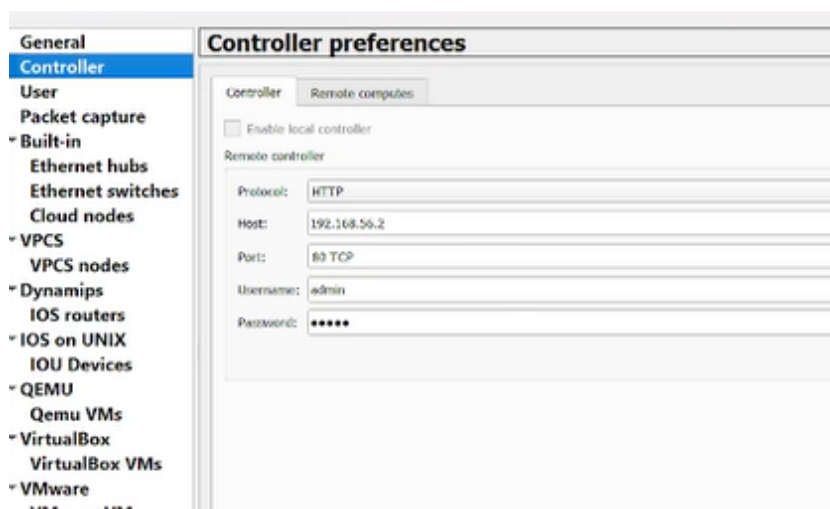 General
Controller
User
Packet capture
Built-in
Ethernet hubs
Ethernet switches
Cloud nodes
VPCS
VPCS nodes
Dynamips
IOS routers
IOS on UNIX
IOU Devices
QEMU
Qemu VMs
VirtualBox
VirtualBox VMs
VMware
Controller preferences
Controller Remote computes
Enable local controller
Remote controller
Protocol: HTTP
Host: 192.168.56.2
Port: 80 TCP
Username: admin
Password: •••••